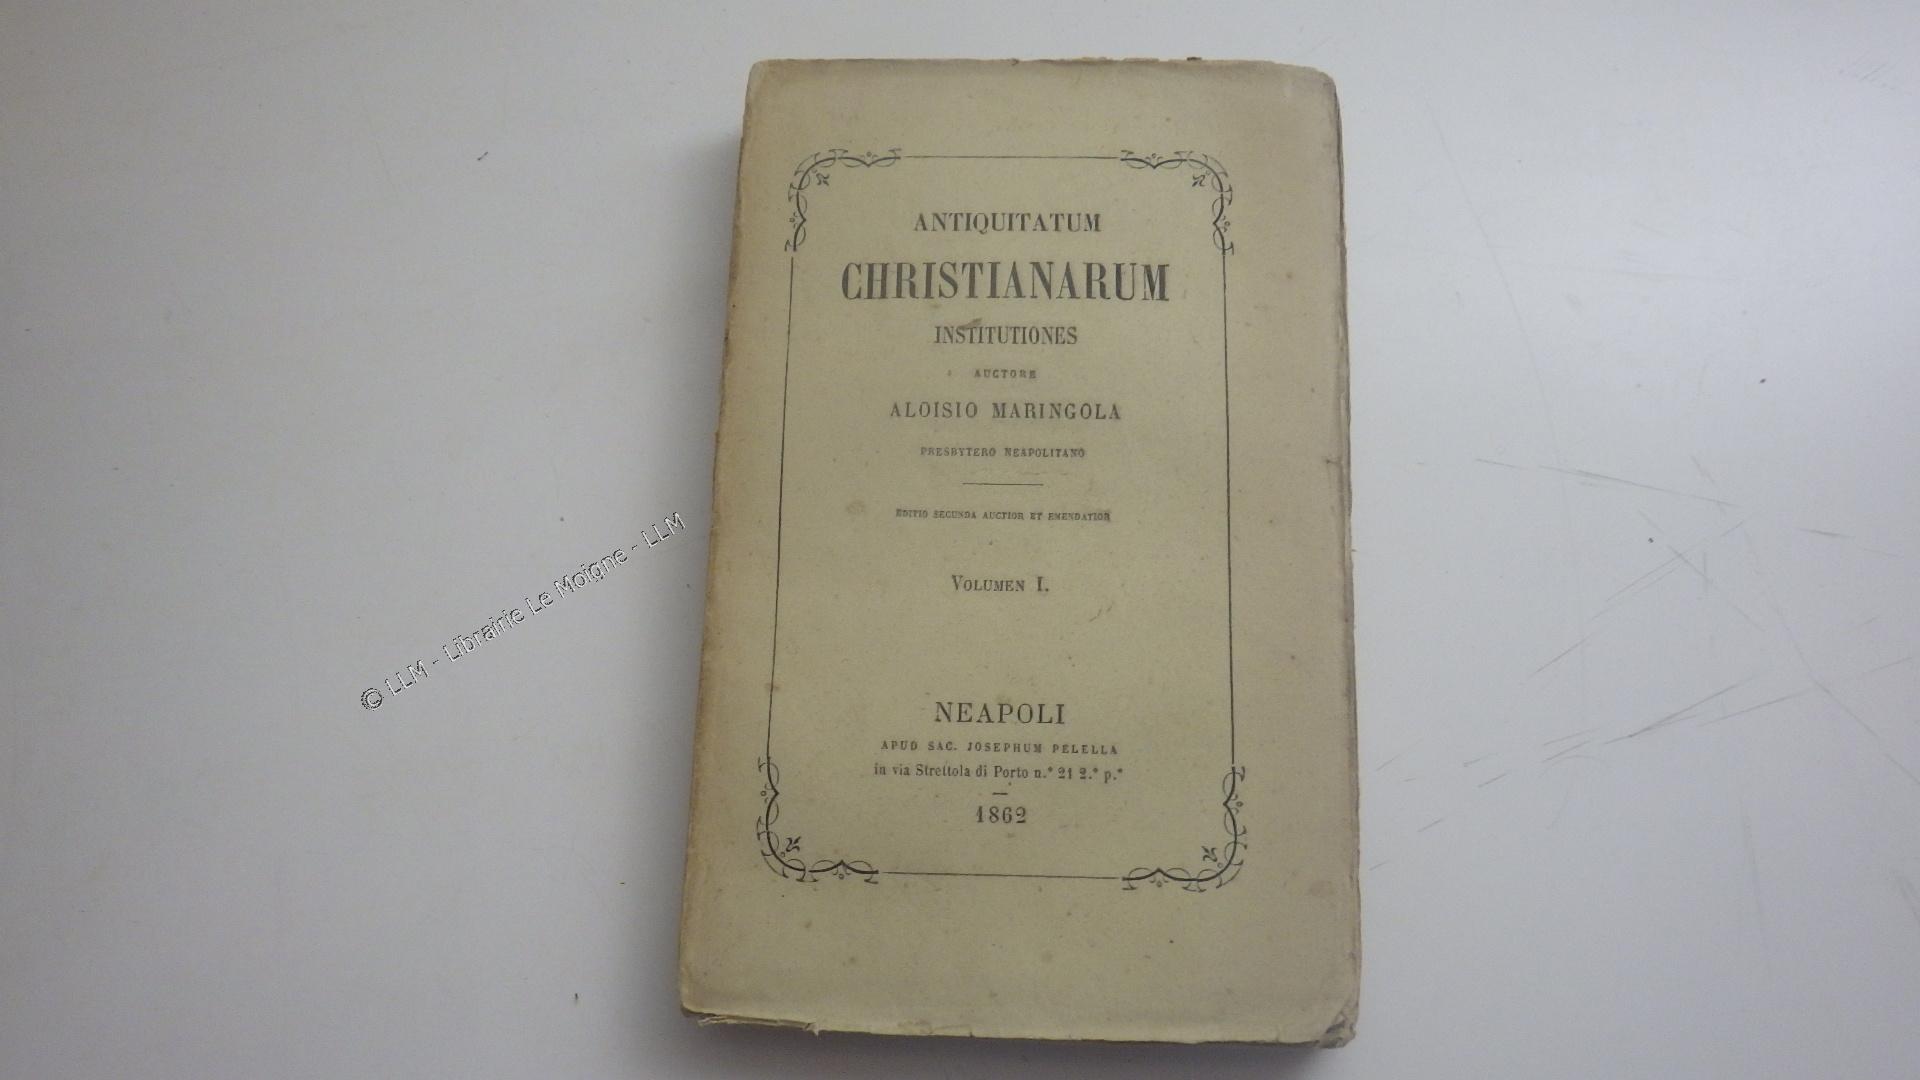 ANTIQUITATUM
CHRISTIANARUM
INSTITUTIONES
AUCTORE
ALOISIO MARINGOLA
PRESBYTERO NEAPOLITANO
EDITIO SECUNDA AUCTIOR ET EMENDATIOR
VOLUMEN I.
NEAPOLI
APUD SAC. JOSEPHUM PELELLA
in via Strettola di Porto n.° 21 2.° p.°
1862
© LLM - Librairie Le Moigne - LLM